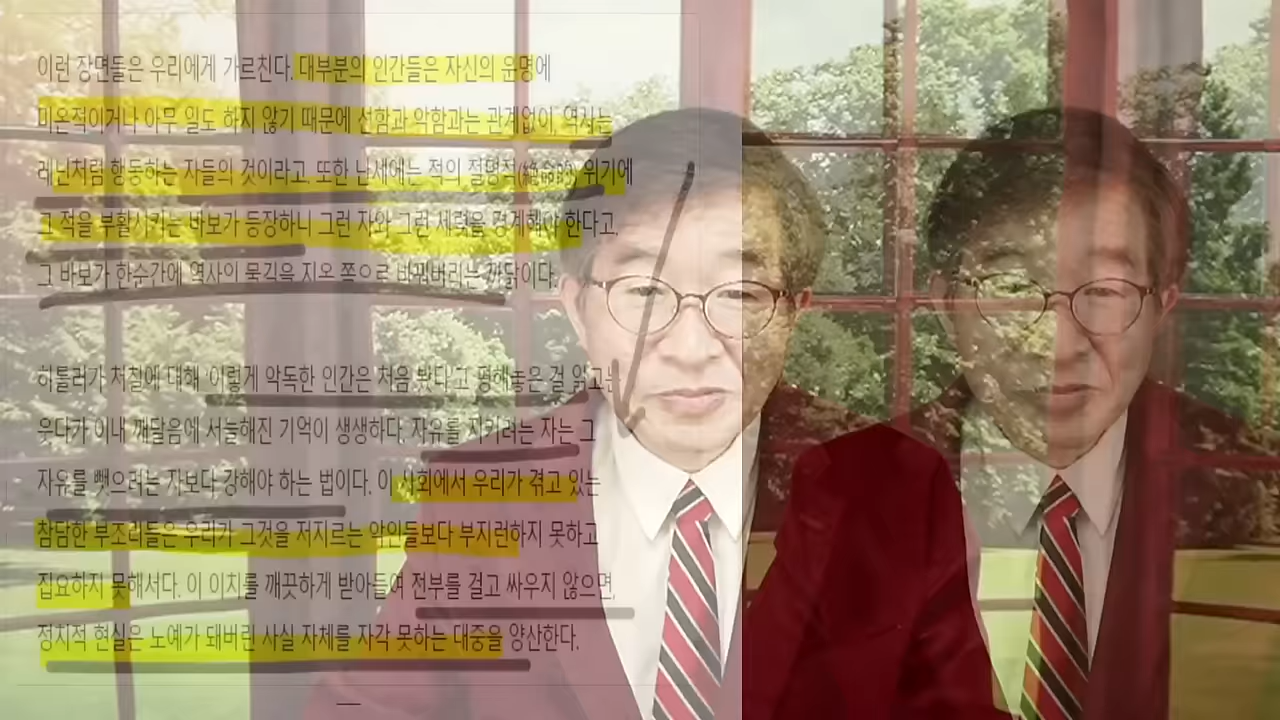 이런 장면들은 우리에게 가르친다. 대부분의 인간들은 자신의 운명에
미온적이거나 아무 일도 하지 않기 때문에 선함과 악함과는 관계없이, 역사는
레닌처럼 행동하는 자들의 것이라고. 또한 난세에는 적의 절명적(絶命的) 위기에
그 적을 부활시키는 바보가 등장하니 그런 자와 그런 세력을 경계해야 한다고.
그 바보가 한순간에 역사의 물길을 지옥 쪽으로 바꿔버리는 까닭이다.
히틀러가 처칠에 대해 '이렇게 악독한 인간은 처음 봤다'고 평해놓은 걸 읽고는
웃다가 이내 깨달음에 서늘해진 기억이 생생하다. 자유를 지키려는 자는 그
자유를 뺏으려는 자보다 강해야 하는 법이다. 이 사회에서 우리가 겪고 있는
참담한 부조리들은 우리가 그것을 저지르는 악인들보다 부지런하지 못하고
집요하지 못해서다. 이 이치를 깨끗하게 받아들여 전부를 걸고 싸우지 않으면,
정치적 현실은 노예가 돼버린 사실 자체를 자각 못하는 대중을 양산한다.